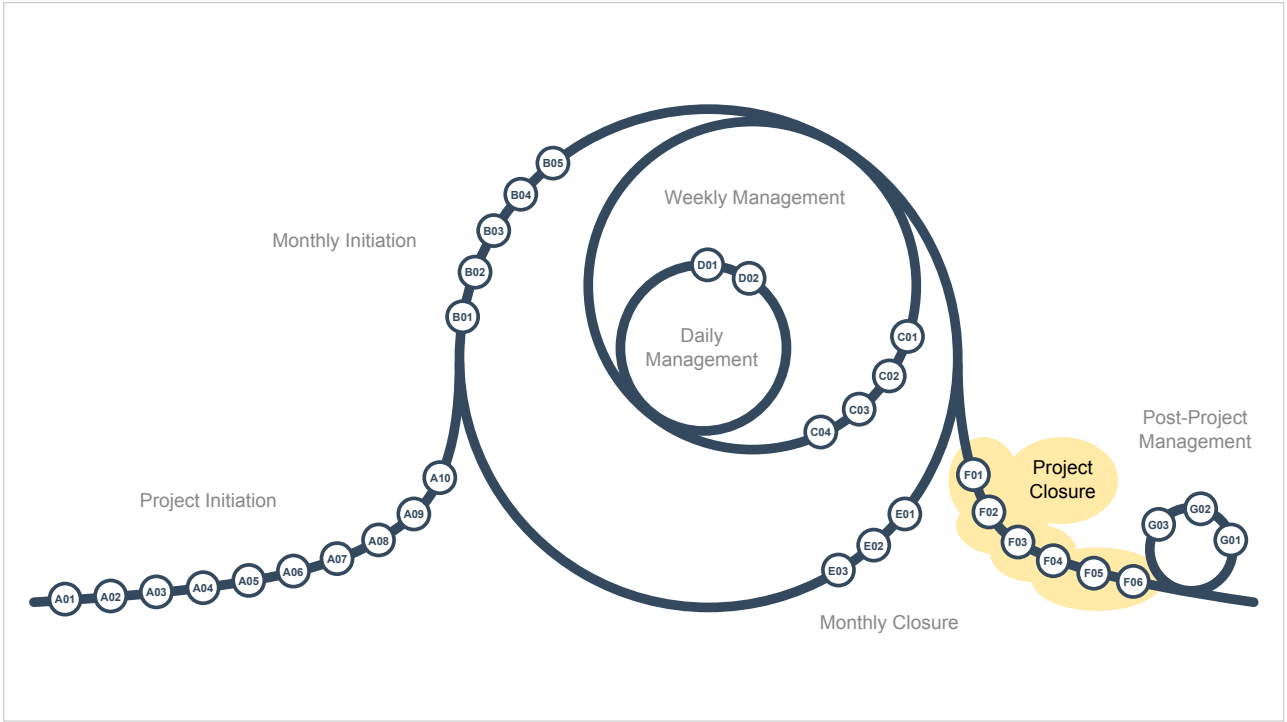 B05
B04
Weekly Management
B03
Monthly Initiation
D01
B02
D02
B01
Daily
Management
C01
C02
C03
Post-Project
Management
C04
Project
Closure
F01
A10
Project Initiation
G02
F02
E01
A09
G03
F03
E02
A08
G01
A07
F04
E03
A06
F05
A05
F06
A04
A03
A02
A01
Monthly Closure